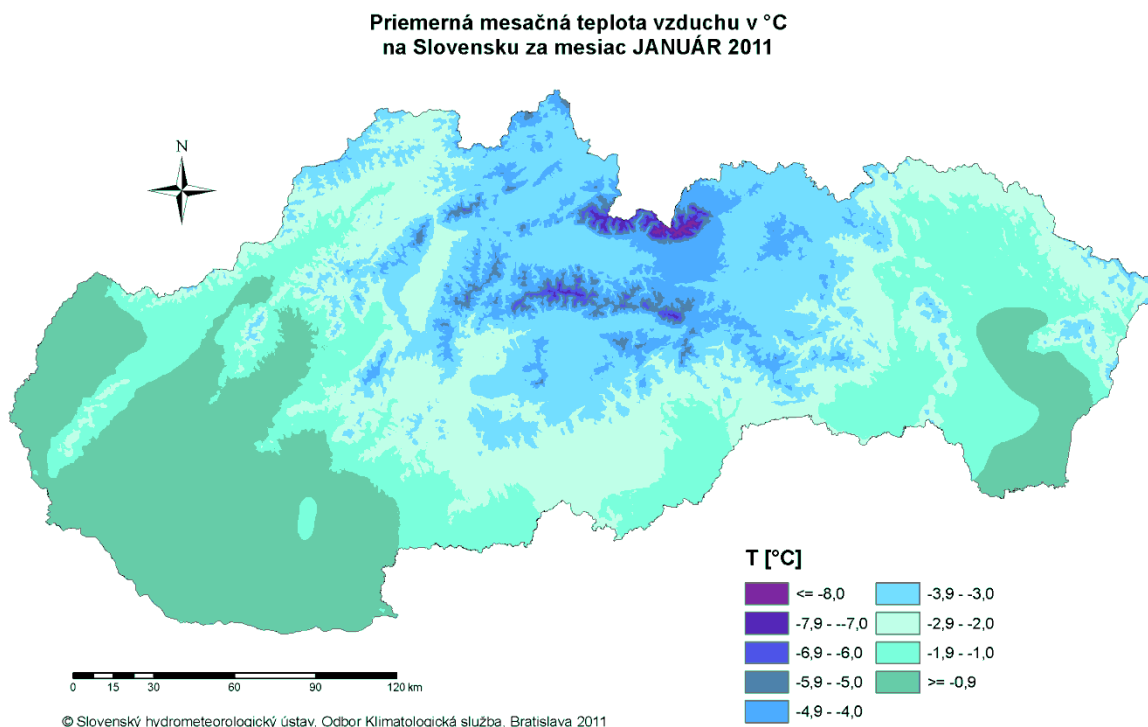 Priemerná mesačná teplota vzduchu v °C
na Slovensku za mesiac JANUÁR 2011
N
T [°C]
<= -8,0
-7,9 - --7,0
-6,9 - -6,0
-5,9 - -5,0
-4,9 - -4,0
-3,9 - -3,0
-2,9 - -2,0
-1,9 - -1,0
>= -0,9
0 15 30 60 90 120 km
© Slovenský hydrometeorologický ústav, Odbor Klimatologická služba, Bratislava 2011